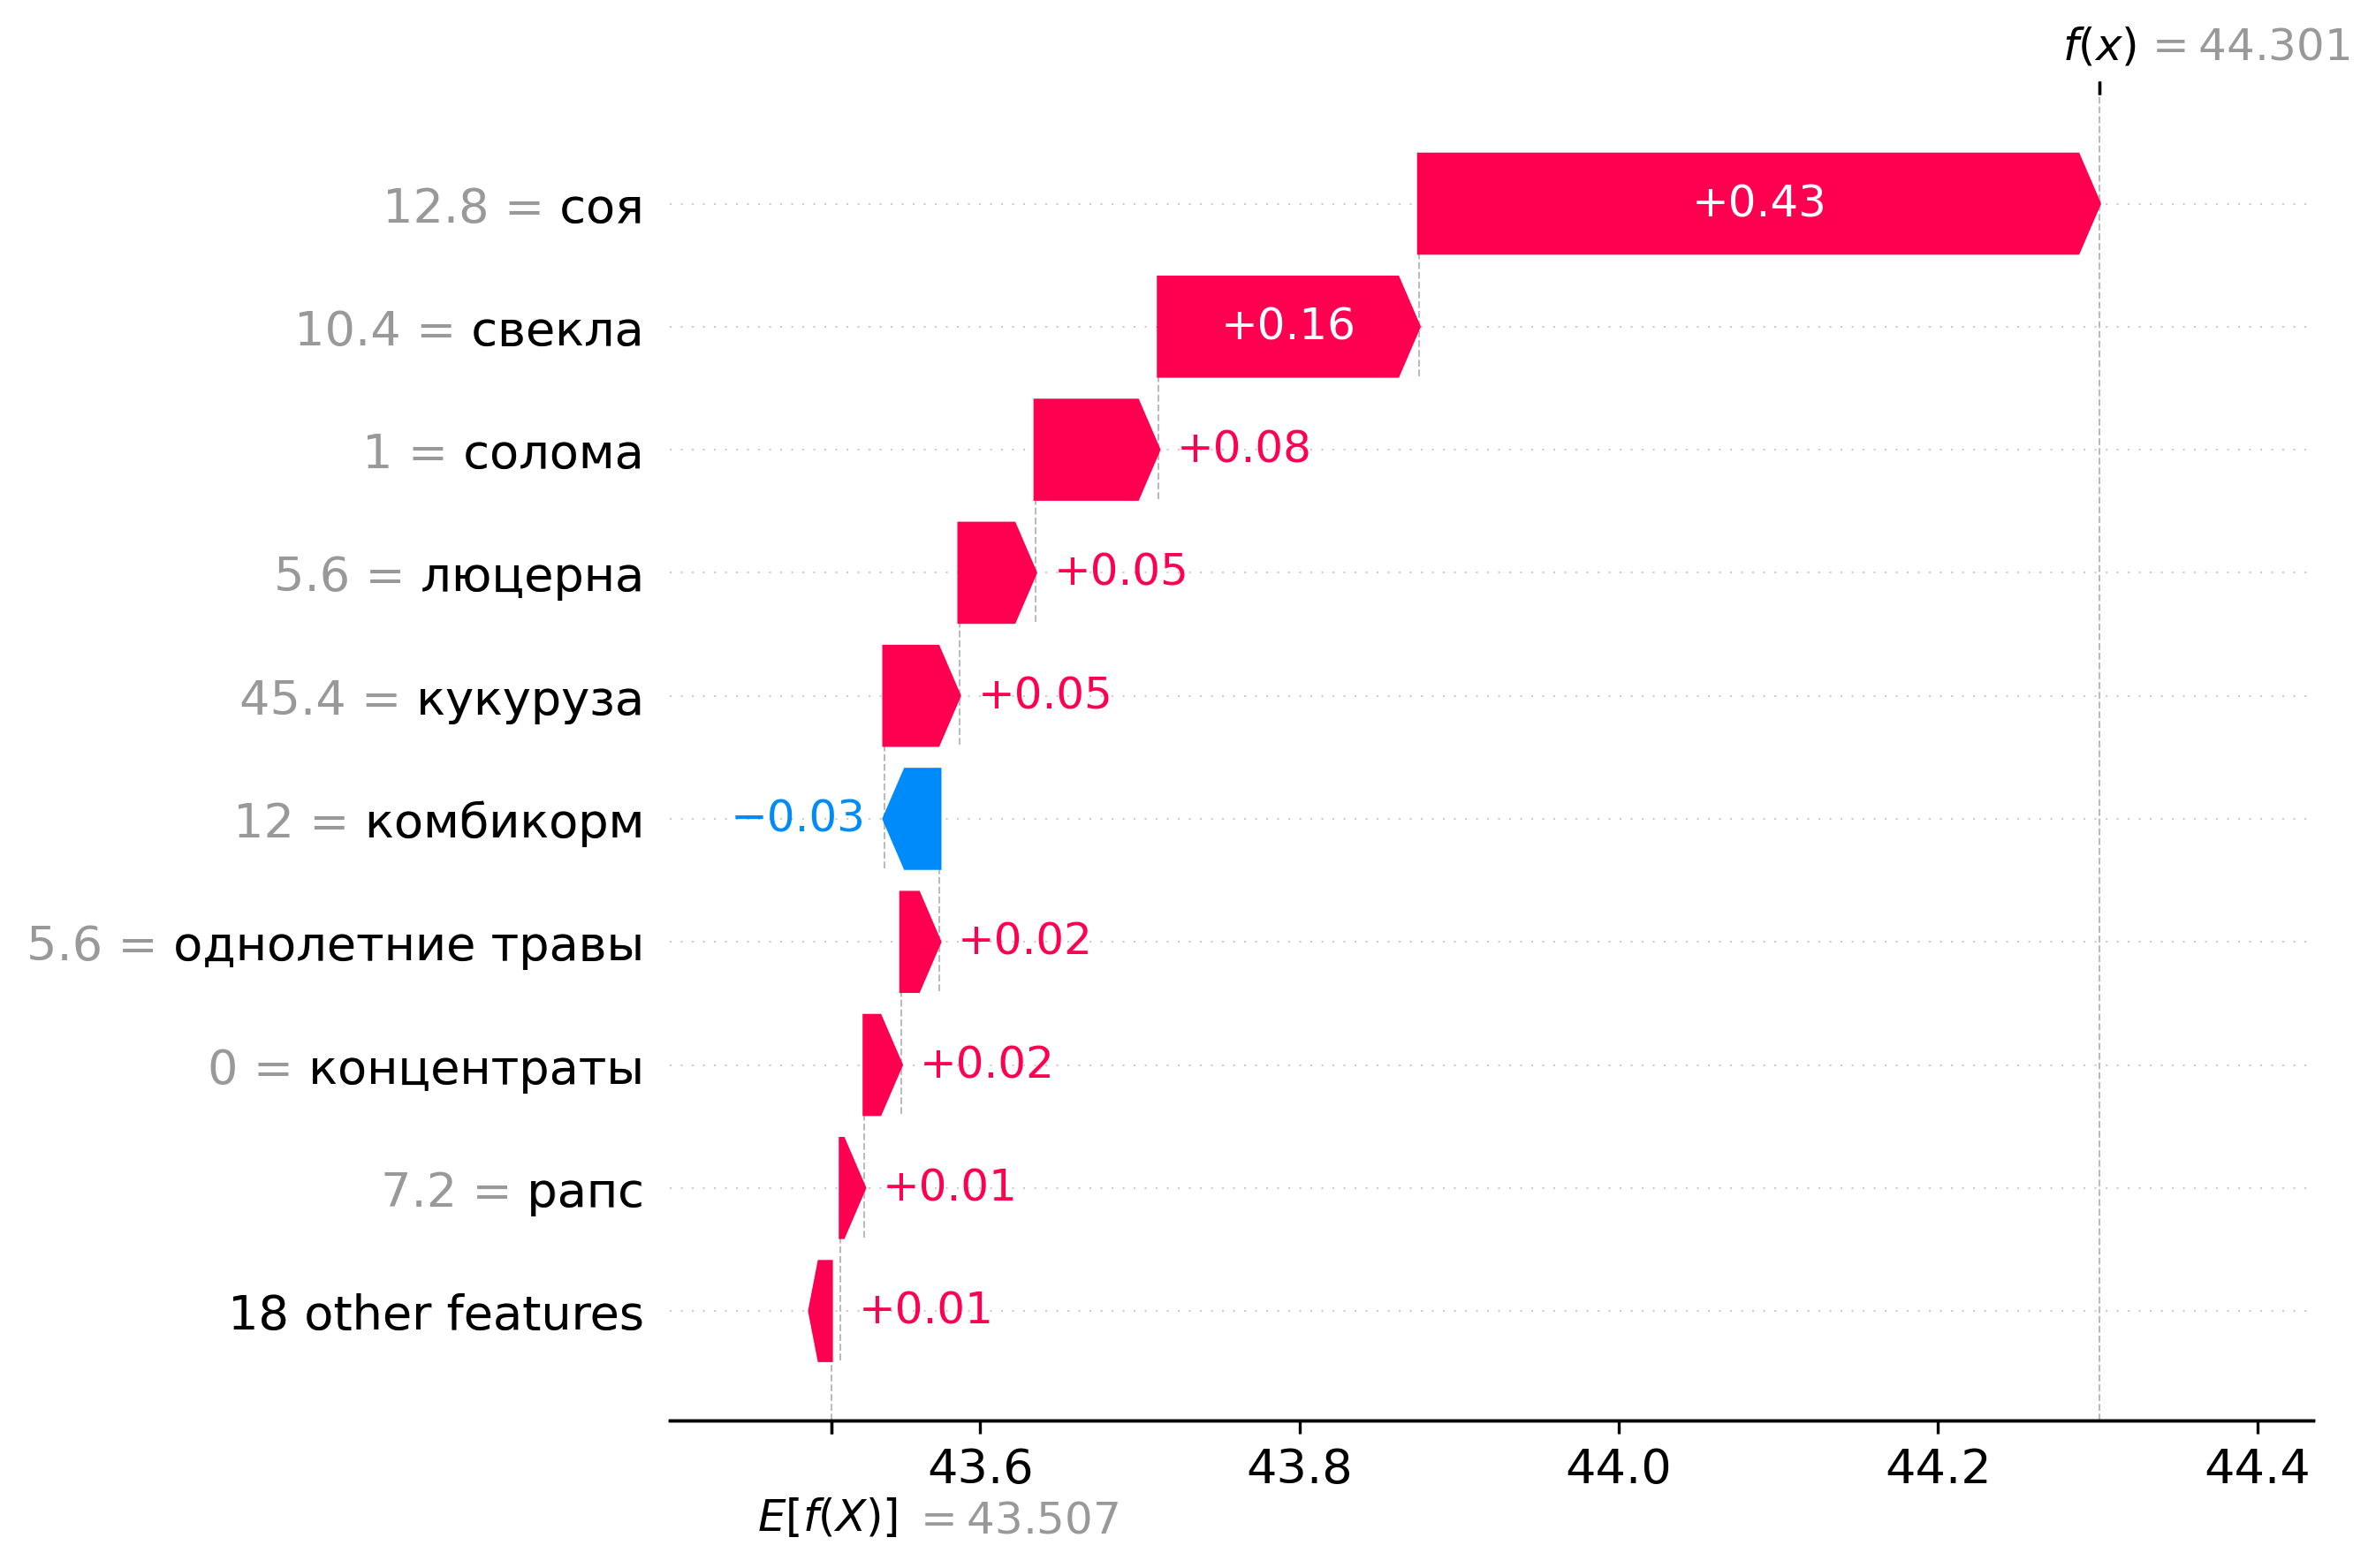 f(x) = 44.301
12.8 = соя
+0.43
10.4 = свекла
+0.16
1 = солома
+0.08
5.6 = люцерна
+0.05
45.4 = кукуруза
+0.05
12 = комбикорм
−0.03
5.6 = однолетние травы
+0.02
0 = концентраты
+0.02
7.2 = рапс
+0.01
18 other features
+0.01
43.6 43.8 44.0 44.2 44.4
E[f(X)] = 43.507